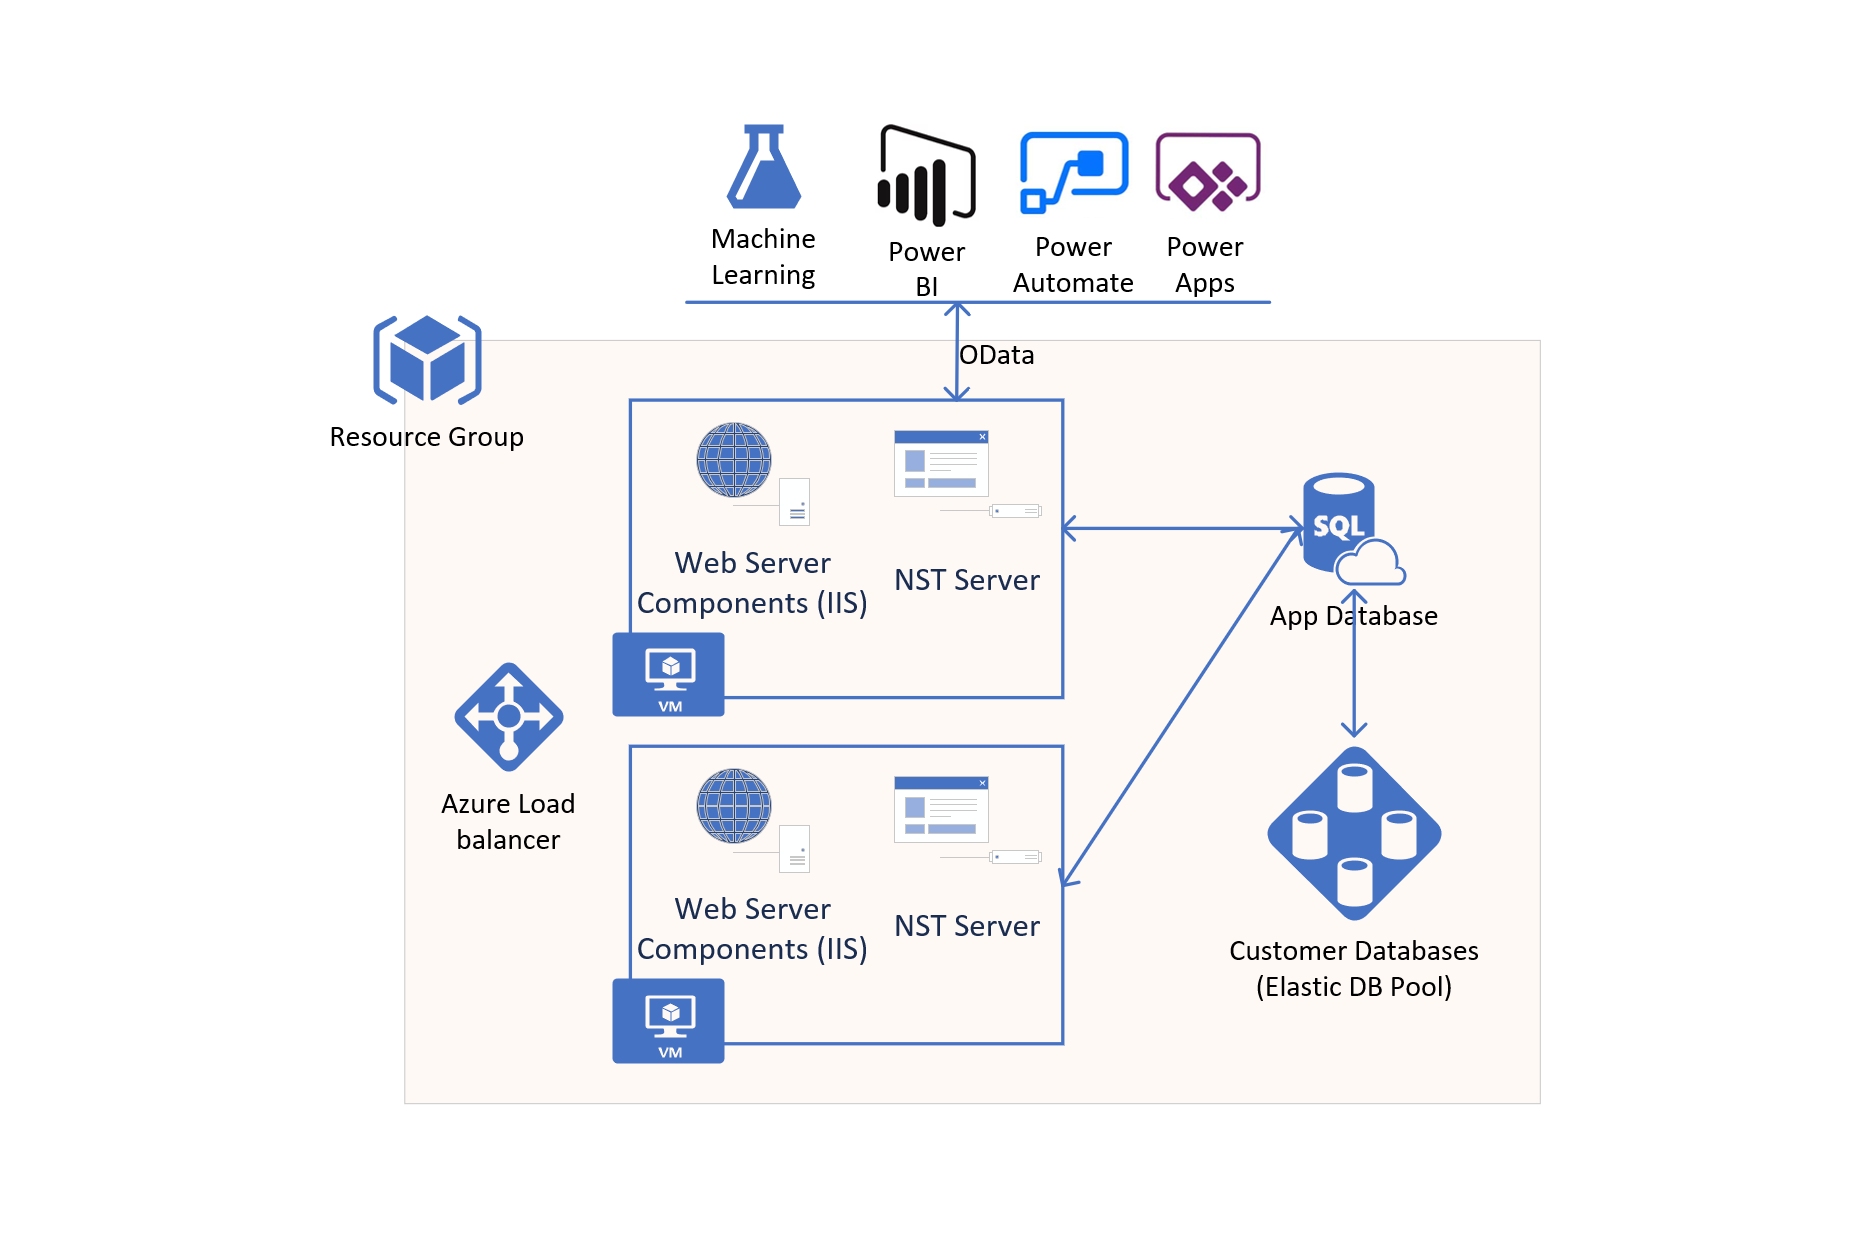 Machine
Learning
Power
BI
Power
Automate
Power
Apps
OData
Resource Group
Web Server
Components (IIS)
NST Server
VM
SQL
App Database
Azure Load
balancer
Web Server
Components (IIS)
NST Server
VM
Customer Databases
(Elastic DB Pool)